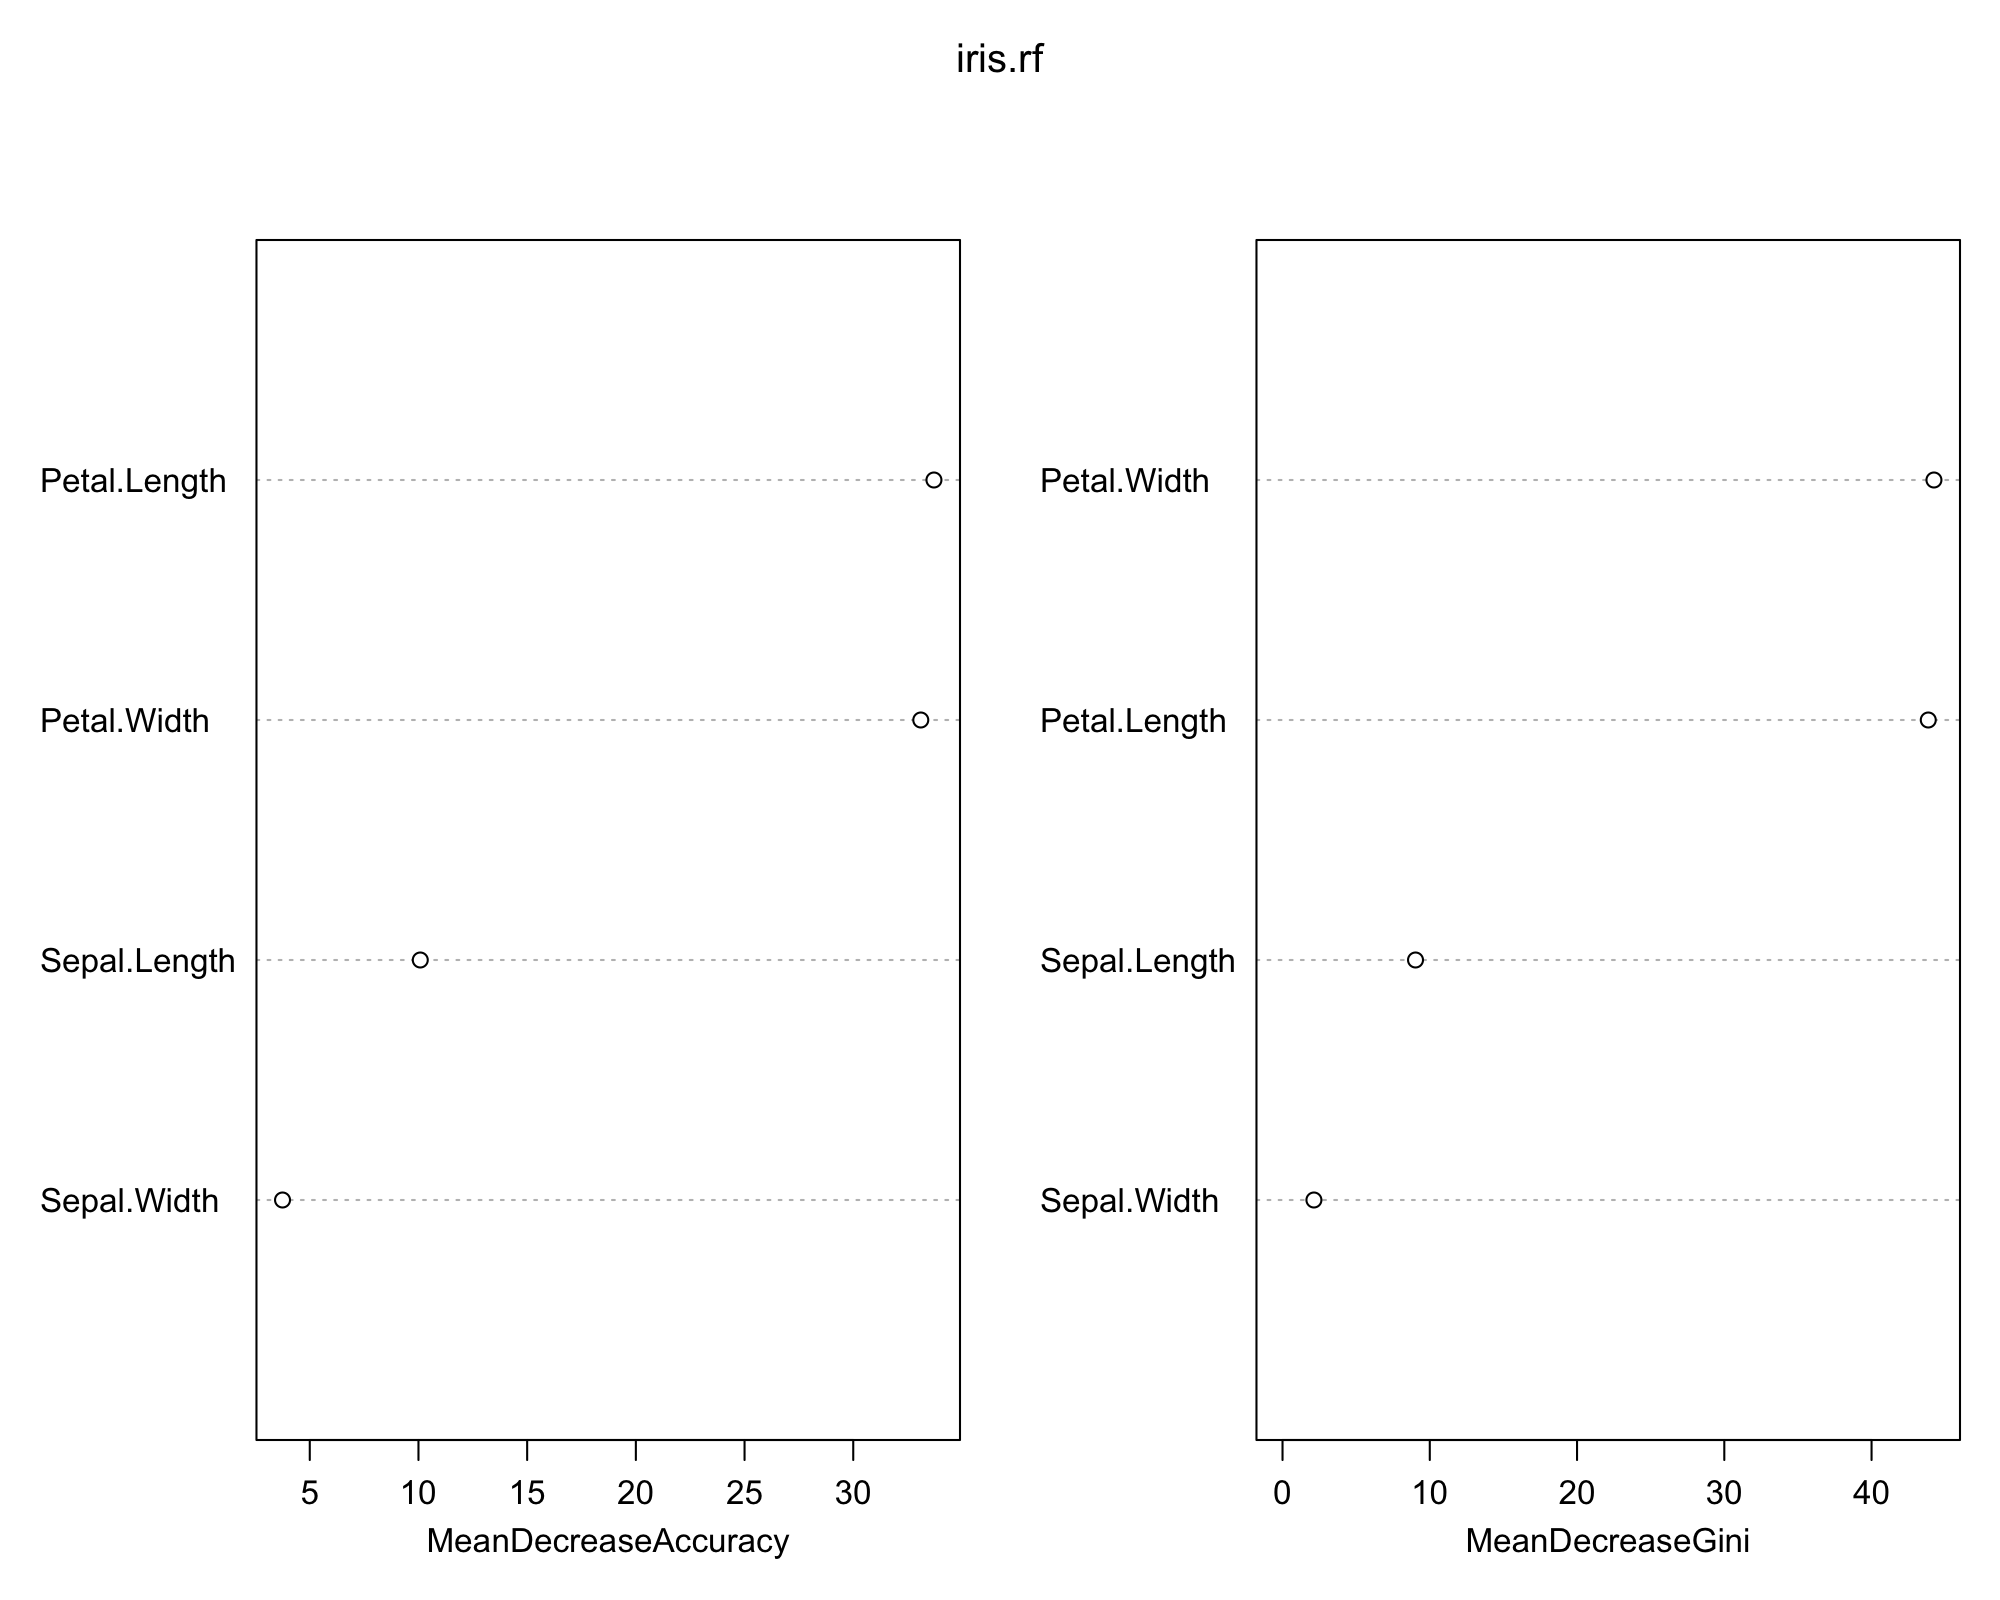 iris.rf
Petal.Length
Petal.Width
Sepal.Length
Sepal.Width
5 10 15 20 25 30
MeanDecreaseAccuracy
Petal.Width
Petal.Length
Sepal.Length
Sepal.Width
0 10 20 30 40
MeanDecreaseGini